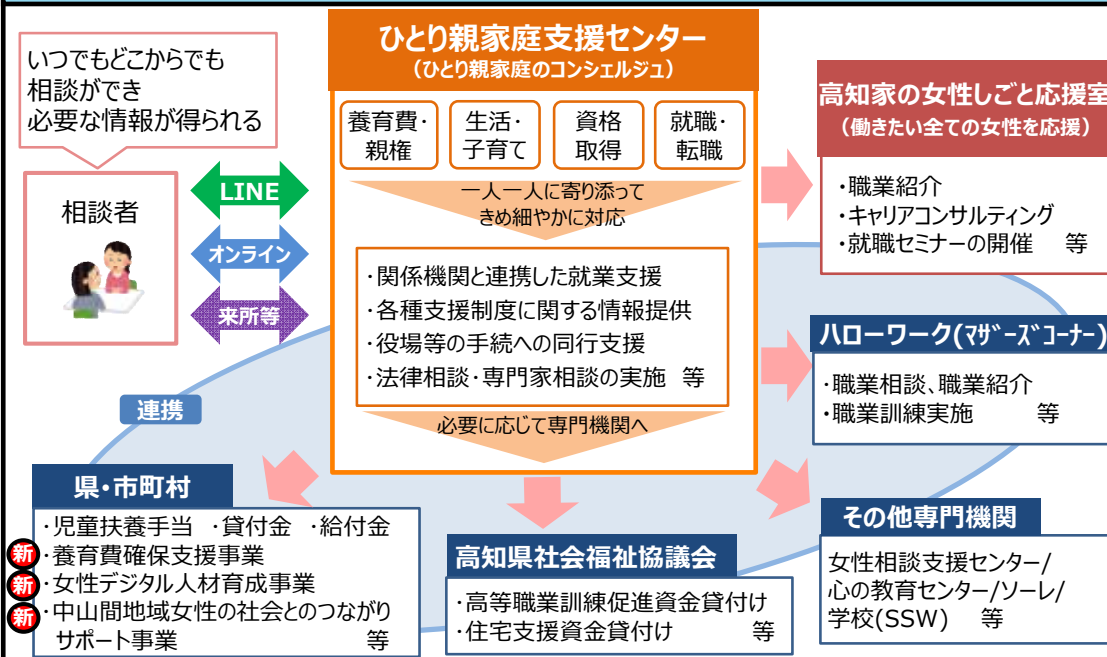 いつでもどこからでも
相談ができ
必要な情報が得られる
相談者
LINE
オンライン
来所等
ひとり親家庭支援センター
(ひとり親家庭のコンシェルジュ)
養育費・
親権
生活・
子育て
資格
取得
就職・
転職
一人一人に寄り添って
きめ細やかに対応
・関係機関と連携した就業支援
・各種支援制度に関する情報提供
・役場等の手続への同行支援
・法律相談・専門家相談の実施 等
必要に応じて専門機関へ
連携
高知家の女性しごと応援室
(働きたい全ての女性を応援)
・職業紹介
・キャリアコンサルティング
・就職セミナーの開催 等
ハローワーク(ﾏｻﾞｰｽﾞｺｰﾅｰ)
・職業相談、職業紹介
・職業訓練実施 等
県・市町村
・児童扶養手当 ・貸付金 ・給付金
新 ・養育費確保支援事業
新 ・女性デジタル人材育成事業
新 ・中山間地域女性の社会とのつながり
サポート事業 等
高知県社会福祉協議会
・高等職業訓練促進資金貸付け
・住宅支援資金貸付け 等
その他専門機関
女性相談支援センター/
心の教育センター/ソーレ/
学校(SSW) 等